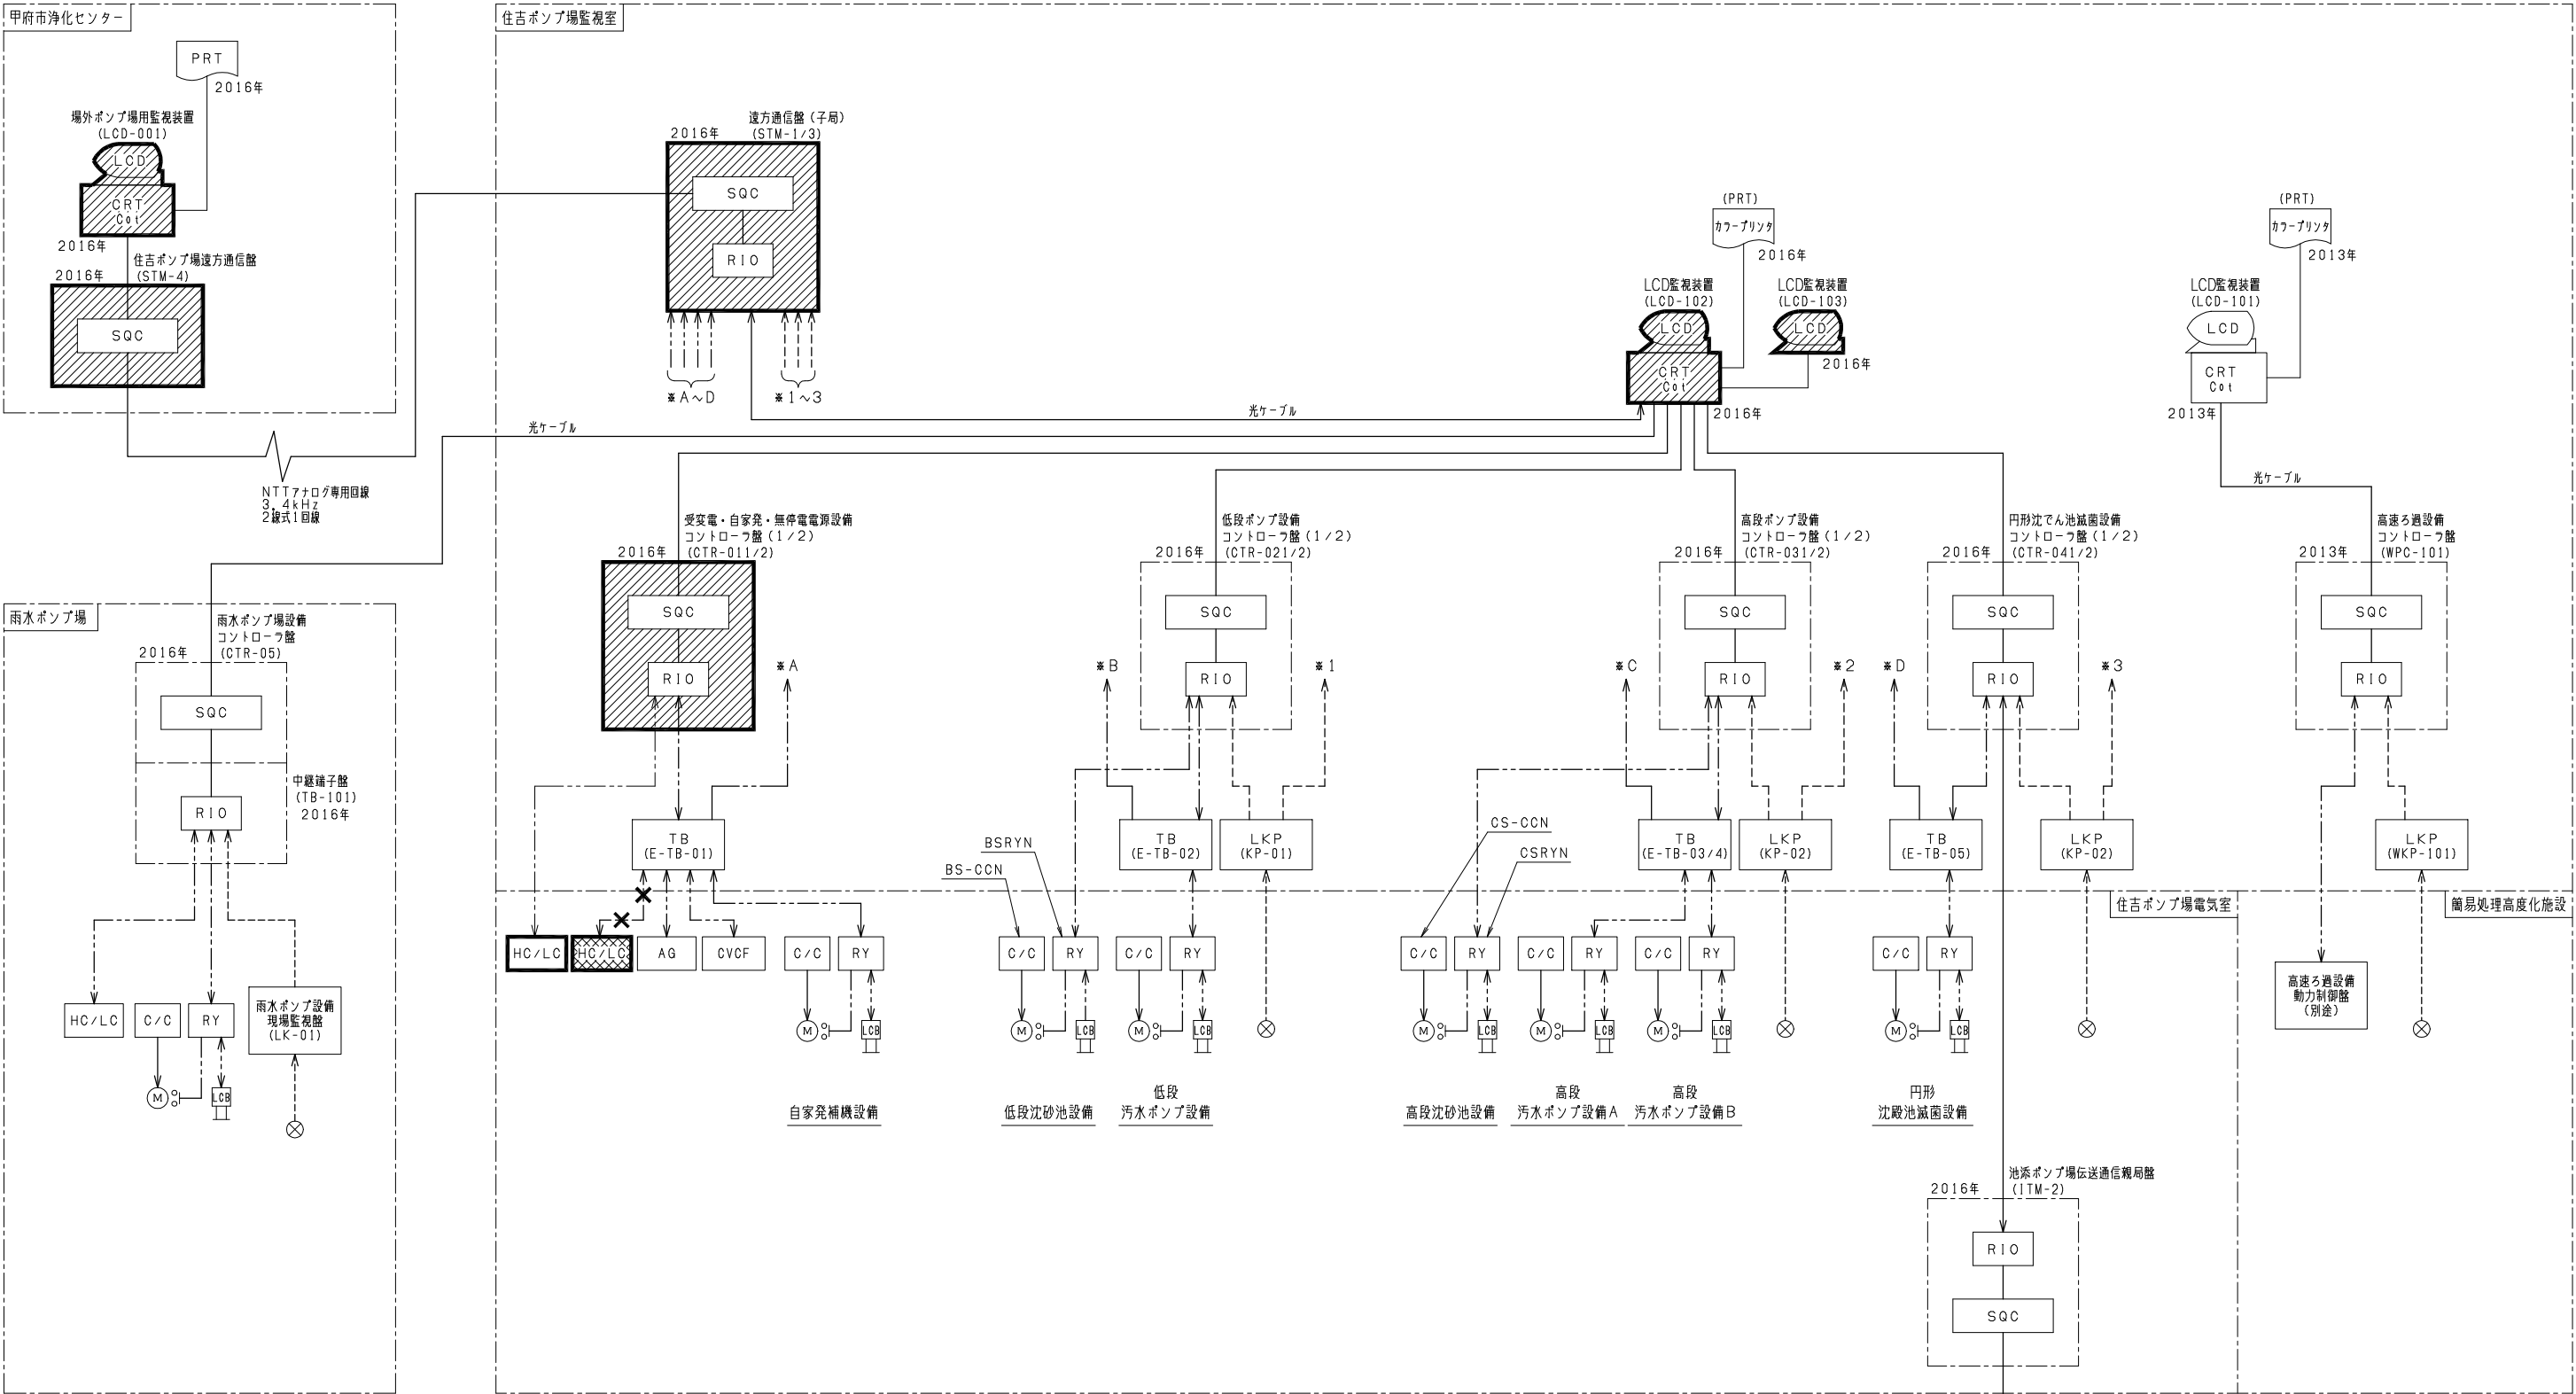 甲府市浄化センター
PRT
2016年
場外ポンプ場用監視装置
(LCD-001)
LCD
CRT
Cot
2016年
住吉ポンプ場遠方通信盤
2016年
(STM-4)
SQC
NTTアナログ専用回線
3.4kHz
2線式1回線
住吉ポンプ場監視室
遠方通信盤(子局)
2016年
(STM-1/3)
SQC
RIO
※A~D
※1~3
光ケーブル
光ケーブル
(PRT)
カラープリンタ
2016年
LCD監視装置
(LCD-102)
LCD
CRT
Cot
2016年
LCD監視装置
(LCD-103)
LCD
2016年
(PRT)
カラープリンタ
2013年
LCD監視装置
(LCD-101)
LCD
CRT
Cot
2013年
光ケーブル
受変電・自家発・無停電電源設備
コントローラ盤(1/2)
2016年
(CTR-011/2)
SQC
RIO
※A
TB
(E-TB-01)
低段ポンプ設備
コントローラ盤(1/2)
2016年
(CTR-021/2)
SQC
※B
RIO
※1
TB
(E-TB-02)
LKP
(KP-01)
高段ポンプ設備
コントローラ盤(1/2)
2016年
(CTR-031/2)
SQC
※C
RIO
※2
TB
(E-TB-03/4)
LKP
(KP-02)
円形沈でん池滅菌設備
コントローラ盤(1/2)
2016年
(CTR-041/2)
SQC
※D
RIO
※3
TB
(E-TB-05)
LKP
(KP-02)
高速ろ過設備
コントローラ盤
2013年
(WPC-101)
SQC
RIO
LKP
(WKP-101)
雨水ポンプ場
雨水ポンプ場設備
コントローラ盤
2016年
(CTR-05)
SQC
中継端子盤
(TB-101)
2016年
RIO
HC/LC
C/C
RY
雨水ポンプ設備
現場監視盤
(LK-01)
M
LCB
HC/LC
HC/LC
AG
CVCF
C/C
RY
M
LCB
自家発補機設備
BSRYN
BS-CCN
C/C
RY
M
LCB
低段沈砂池設備
C/C
RY
M
LCB
低段
汚水ポンプ設備
CS-CCN
CSRYN
C/C
RY
M
LCB
高段沈砂池設備
C/C
RY
M
LCB
高段
汚水ポンプ設備A
C/C
RY
M
LCB
高段
汚水ポンプ設備B
C/C
RY
M
LCB
円形
沈殿池滅菌設備
住吉ポンプ場電気室
簡易処理高度化施設
高速ろ過設備
動力制御盤
(別途)
池添ポンプ場伝送通信親局盤
2016年
(ITM-2)
RIO
SQC